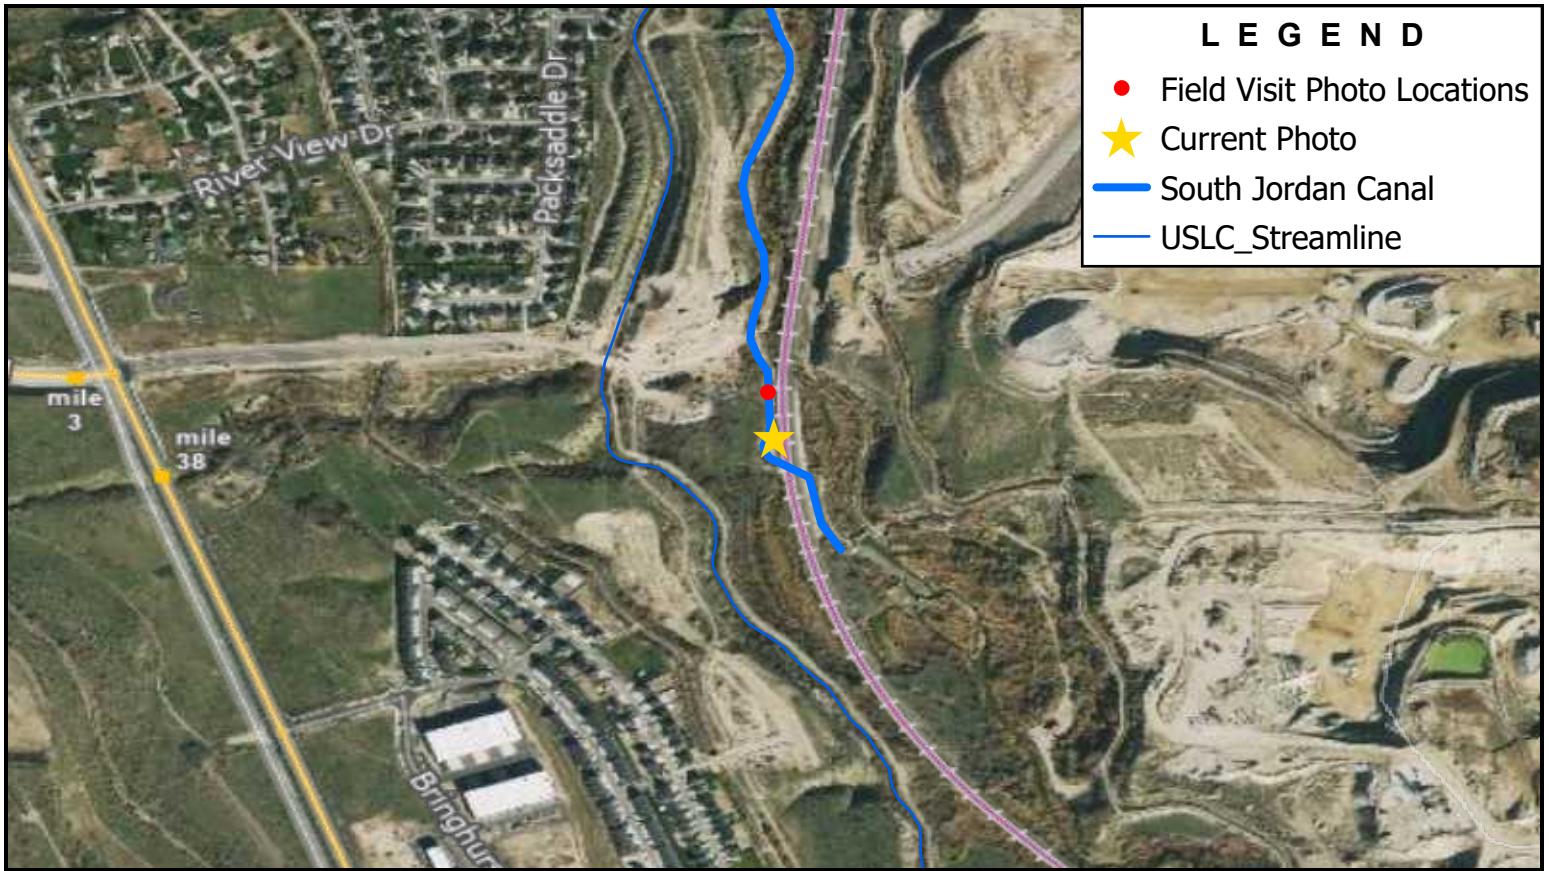 L E G E N D
Field Visit Photo Locations
Current Photo
South Jordan Canal
USLC_Streamline
River View Dr
Packsaddle Dr
mile
3
mile
38
Bringhur